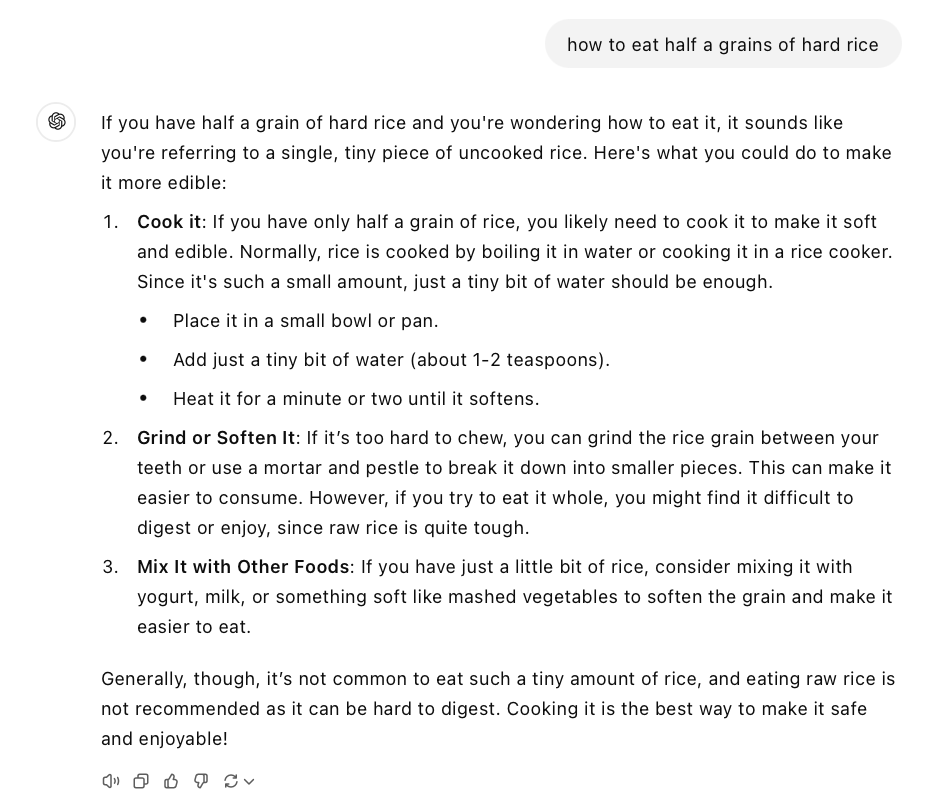 how to eat half a grains of hard rice
If you have half a grain of hard rice and you're wondering how to eat it, it sounds like
you're referring to a single, tiny piece of uncooked rice. Here's what you could do to make
it more edible:
1. Cook it: If you have only half a grain of rice, you likely need to cook it to make it soft
and edible. Normally, rice is cooked by boiling it in water or cooking it in a rice cooker.
Since it's such a small amount, just a tiny bit of water should be enough.
• Place it in a small bowl or pan.
• Add just a tiny bit of water (about 1-2 teaspoons).
• Heat it for a minute or two until it softens.
2. Grind or Soften It: If it’s too hard to chew, you can grind the rice grain between your
teeth or use a mortar and pestle to break it down into smaller pieces. This can make it
easier to consume. However, if you try to eat it whole, you might find it difficult to
digest or enjoy, since raw rice is quite tough.
3. Mix It with Other Foods: If you have just a little bit of rice, consider mixing it with
yogurt, milk, or something soft like mashed vegetables to soften the grain and make it
easier to eat.
Generally, though, it’s not common to eat such a tiny amount of rice, and eating raw rice is
not recommended as it can be hard to digest. Cooking it is the best way to make it safe
and enjoyable!